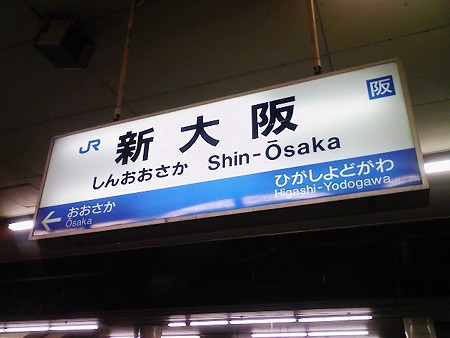 阪
JR 新大阪
しんおおさか Shin-Ōsaka
ひがしよどがわ
Higashi-Yodogawa
← おおさか
Ōsaka